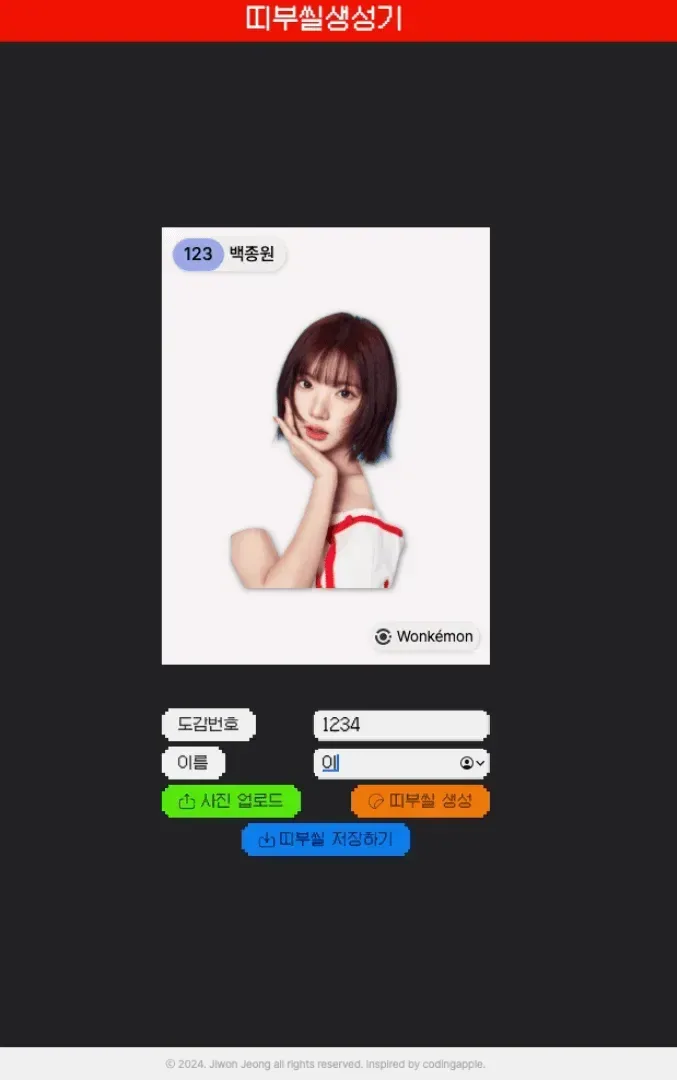 띠부씰생성기
123 백종원
Wonkémon
도감번호 1234
이름 이
사진 업로드 띠부씰 생성
띠부씰 저장하기
© 2024. Jiwon Jeong all rights reserved. inspired by codingapple.